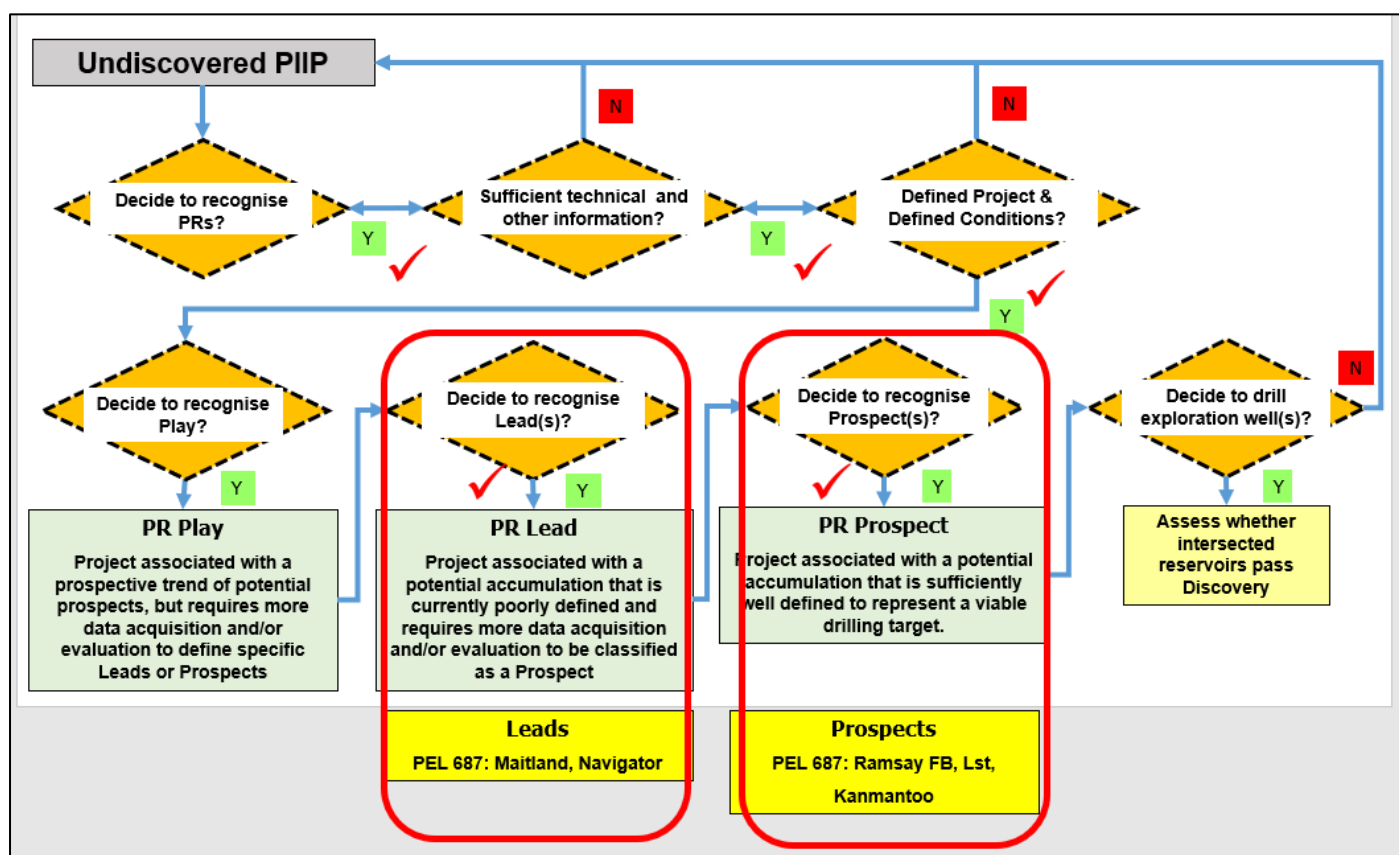 Undiscovered PIIP
N
N
Decide to recognise
PRs?
Sufficient technical and
other information?
Defined Project &
Defined Conditions?
Y
Y
Y
Decide to recognise
Play?
Decide to recognise
Lead(s)?
Decide to recognise
Prospect(s)?
Decide to drill
exploration well(s)?
N
Y
Y
Y
Y
PR Play
Project associated with a
prospective trend of potential
prospects, but requires more
data acquisition and/or
evaluation to define specific
Leads or Prospects
PR Lead
Project associated with a
potential accumulation that is
currently poorly defined and
requires more data acquisition
and/or evaluation to be classified
as a Prospect
PR Prospect
Project associated with a potential
accumulation that is sufficiently
well defined to represent a viable
drilling target.
Assess whether
intersected
reservoirs pass
Discovery
Leads
PEL 687: Maitland, Navigator
Prospects
PEL 687: Ramsay FB, Lst,
Kanmantoo